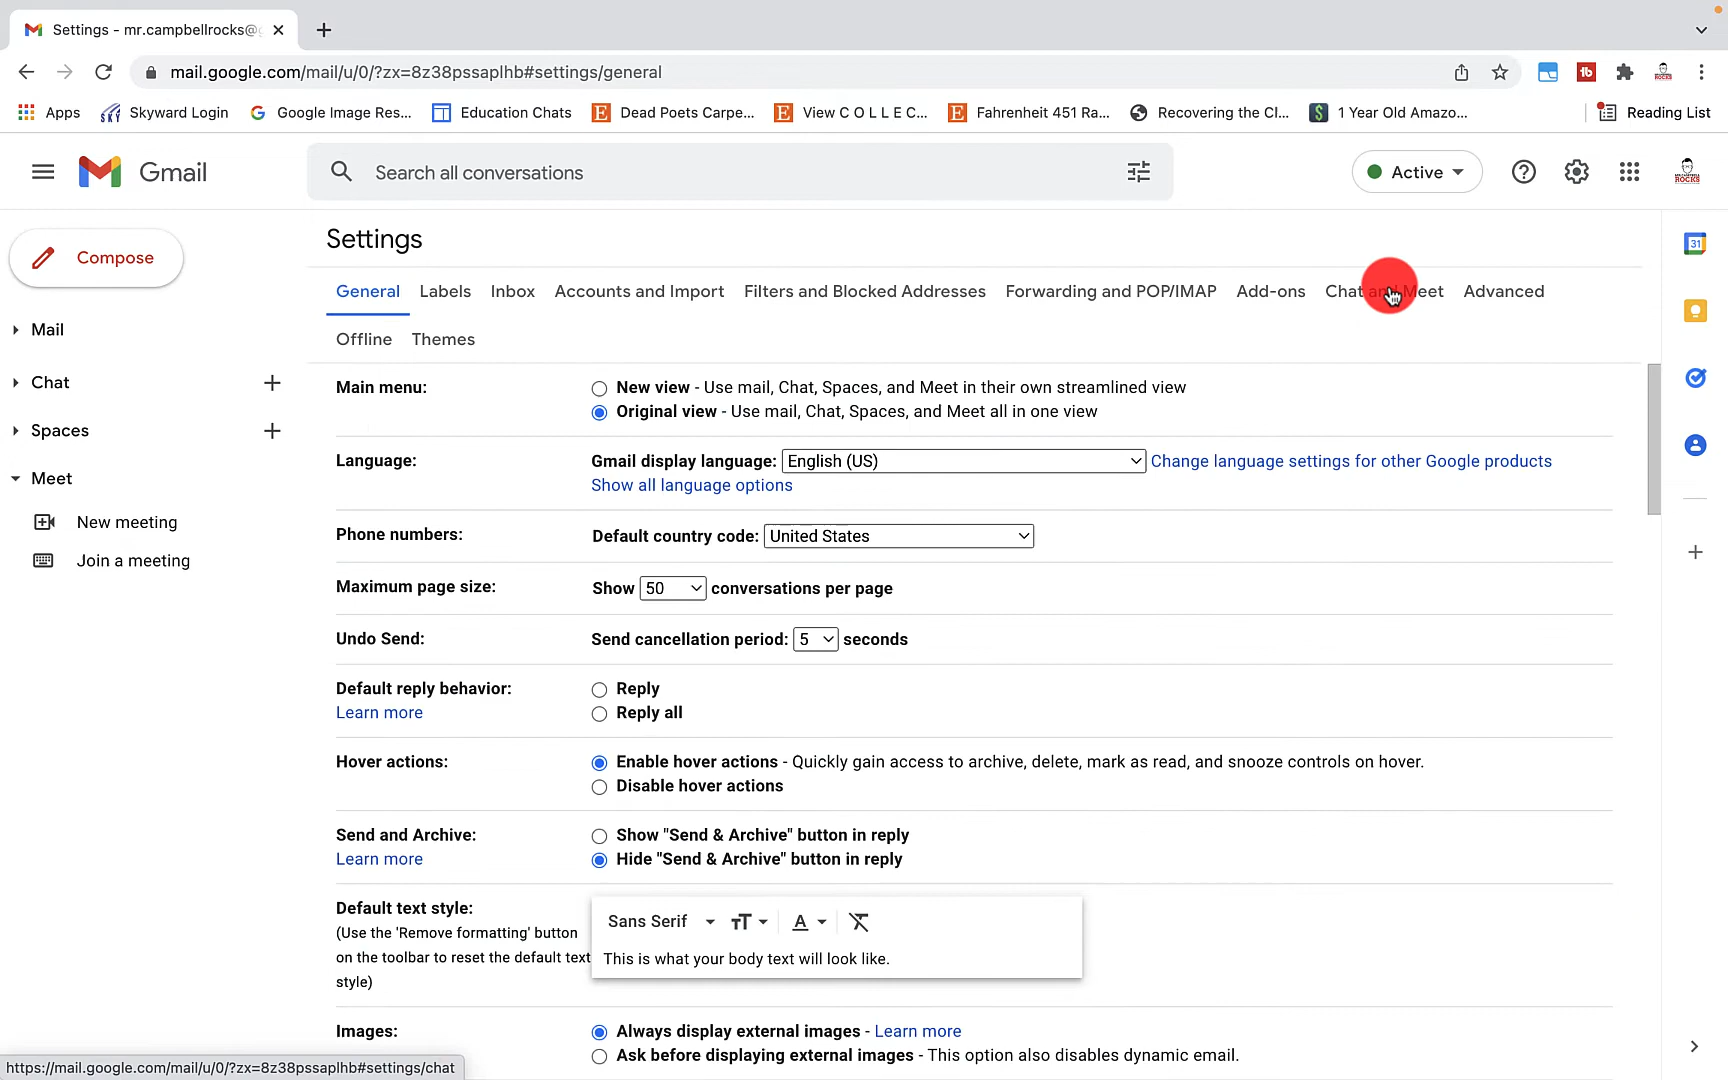 Settings - mr.campbellrocks@
mail.google.com/mail/u/0/?zx=8z38pssaplhb#settings/general
Apps Skyward Login Google Image Res... Education Chats Dead Poets Carpe... View C O L L E C... Fahrenheit 451 Ra... Recovering the Cl... 1 Year Old Amazo... Reading List
Gmail Search all conversations Active
Settings
Compose
General Labels Inbox Accounts and Import Filters and Blocked Addresses Forwarding and POP/IMAP Add-ons Chat and Meet Advanced
Offline Themes
Mail
Chat
Spaces
Meet
New meeting
Join a meeting
Main menu: New view - Use mail, Chat, Spaces, and Meet in their own streamlined view
Original view - Use mail, Chat, Spaces, and Meet all in one view
Language: Gmail display language: English (US) Change language settings for other Google products
Show all language options
Phone numbers: Default country code: United States
Maximum page size: Show 50 conversations per page
Undo Send: Send cancellation period: 5 seconds
Default reply behavior: Reply
Learn more Reply all
Hover actions: Enable hover actions - Quickly gain access to archive, delete, mark as read, and snooze controls on hover.
Disable hover actions
Send and Archive: Show "Send & Archive" button in reply
Learn more Hide "Send & Archive" button in reply
Default text style:
(Use the 'Remove formatting' button
on the toolbar to reset the default text
style)
Sans Serif
This is what your body text will look like.
Images: Always display external images - Learn more
Ask before displaying external images - This option also disables dynamic email.
https://mail.google.com/mail/u/0/?zx=8z38pssaplhb#settings/chat